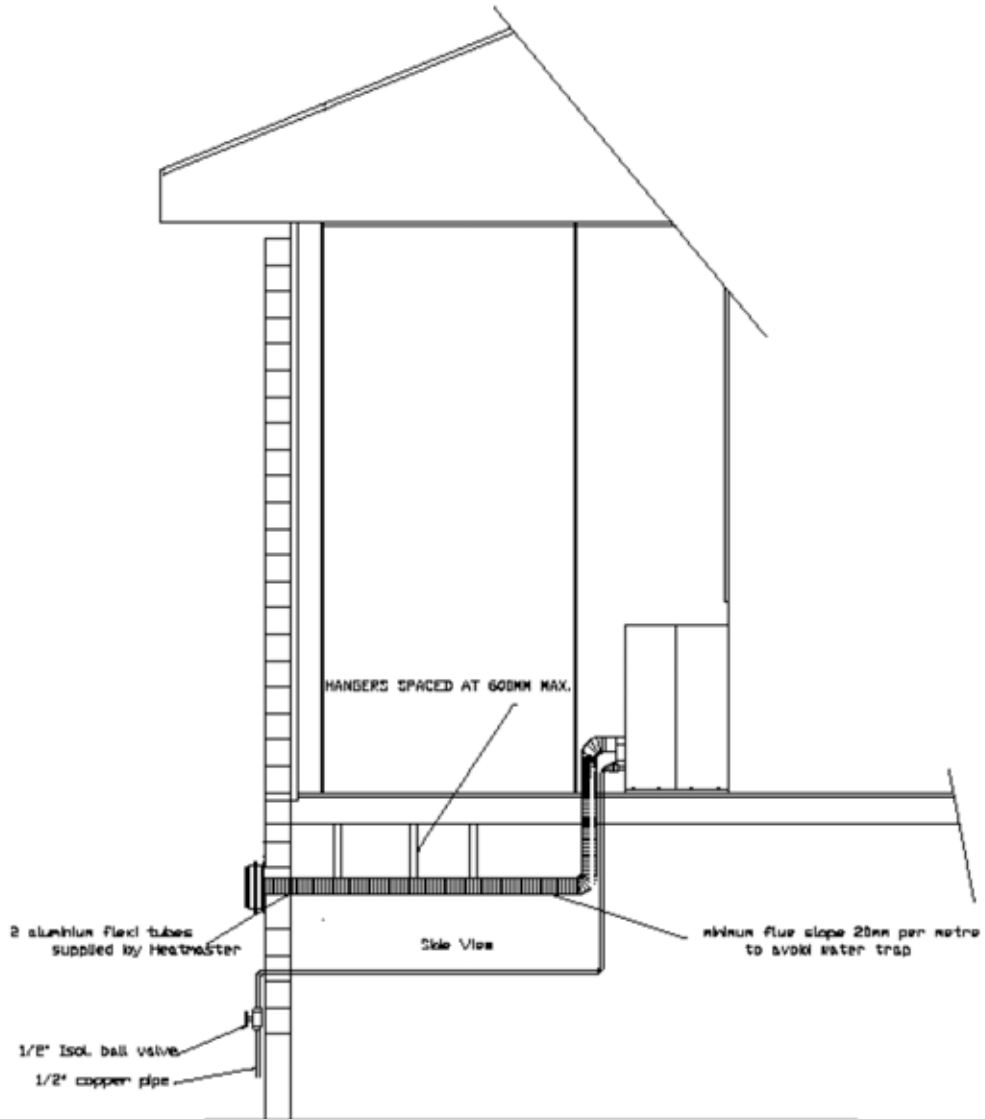 HANGERS SPACED AT 600MM MAX.
2 aluminium flexi tubes
supplied by Heatmaster
Side View
minimum flue slope 20mm per metre
to avoid water trap
1/2" Isol. ball valve
1/2" copper pipe